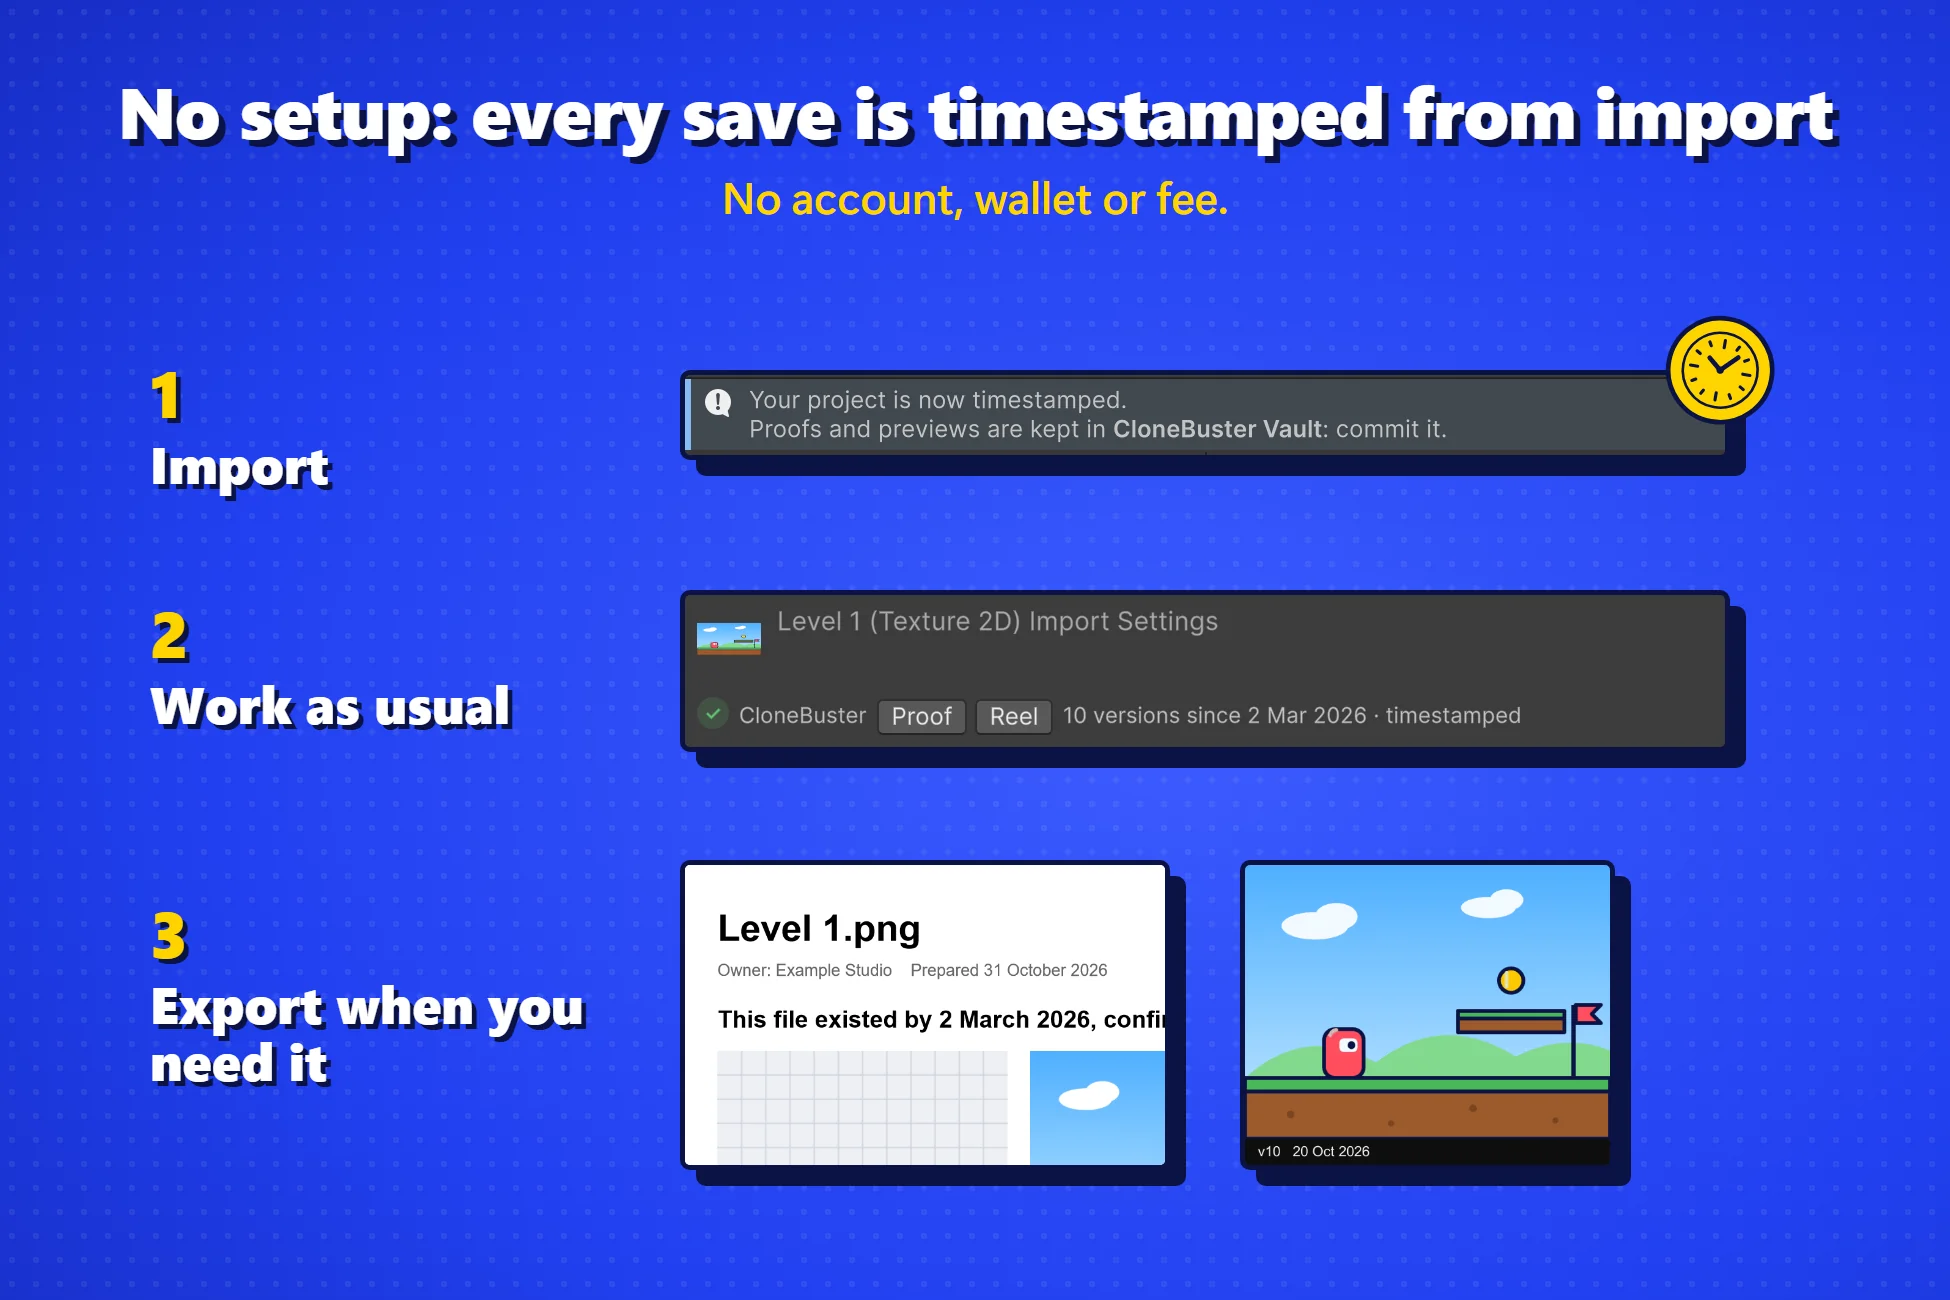 No setup: every save is timestamped from import
No account, wallet or fee.
1
Import
Your project is now timestamped.
Proofs and previews are kept in CloneBuster Vault: commit it.
2
Work as usual
Level 1 (Texture 2D) Import Settings
CloneBuster Proof Reel 10 versions since 2 Mar 2026 · timestamped
3
Export when you
need it
Level 1.png
Owner: Example Studio Prepared 31 October 2026
This file existed by 2 March 2026,
v10 20 Oct 2026